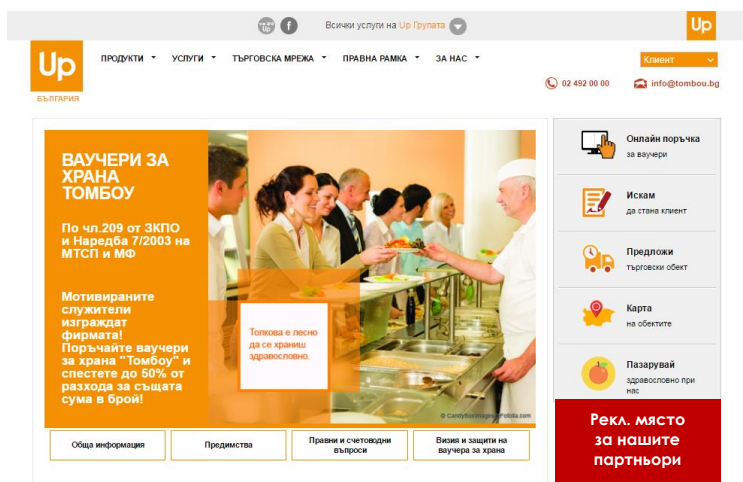 Всички услуги на Up Групата
Up
Up
БЪЛГАРИЯ
ПРОДУКТИ
УСЛУГИ
ТЪРГОВСКА МРЕЖА
ПРАВНА РАМКА
ЗА НАС
Клиент
02 492 00 00
info@tombou.bg
ВАУЧЕРИ ЗА
ХРАНА
ТОМБОУ
По чл.209 от ЗКПО
и Наредба 7/2003 на
МТСП и МФ
Мотивираните
служители
изграждат
фирмата!
Поръчайте ваучери
за храна "Томбоу" и
спестете до 50% от
разхода за същата
сума в брой!
Толкова е лесно
да се храниш
здравословно.
© CandyBoxImages - Fotolia.com
Онлайн поръчка
за ваучери
Искам
да стана клиент
Предложи
търговски обект
Карта
на обектите
Пазарувай
здравословно при
нас
Рекл. място
за нашите
партньори
Обща информация
Предимства
Правни и счетоводни
въпроси
Визия и защити на
ваучера за храна